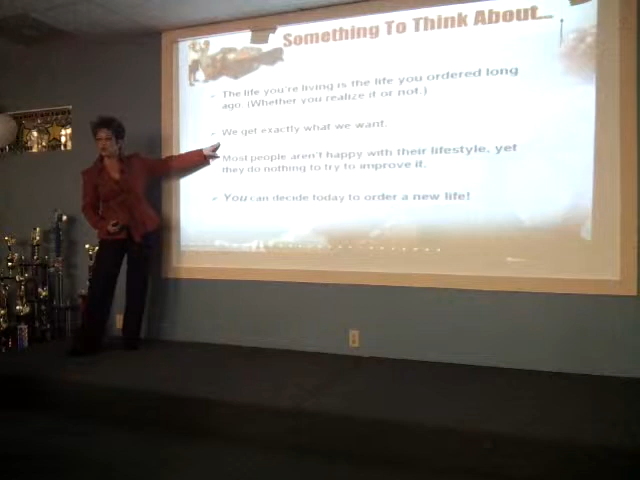 Something To Think About...
The life you're living is the life you ordered long
ago. (Whether you realize it or not.)
We get exactly what we want.
Most people aren't happy with their lifestyle, yet
they do nothing to try to improve it.
You can decide today to order a new life!